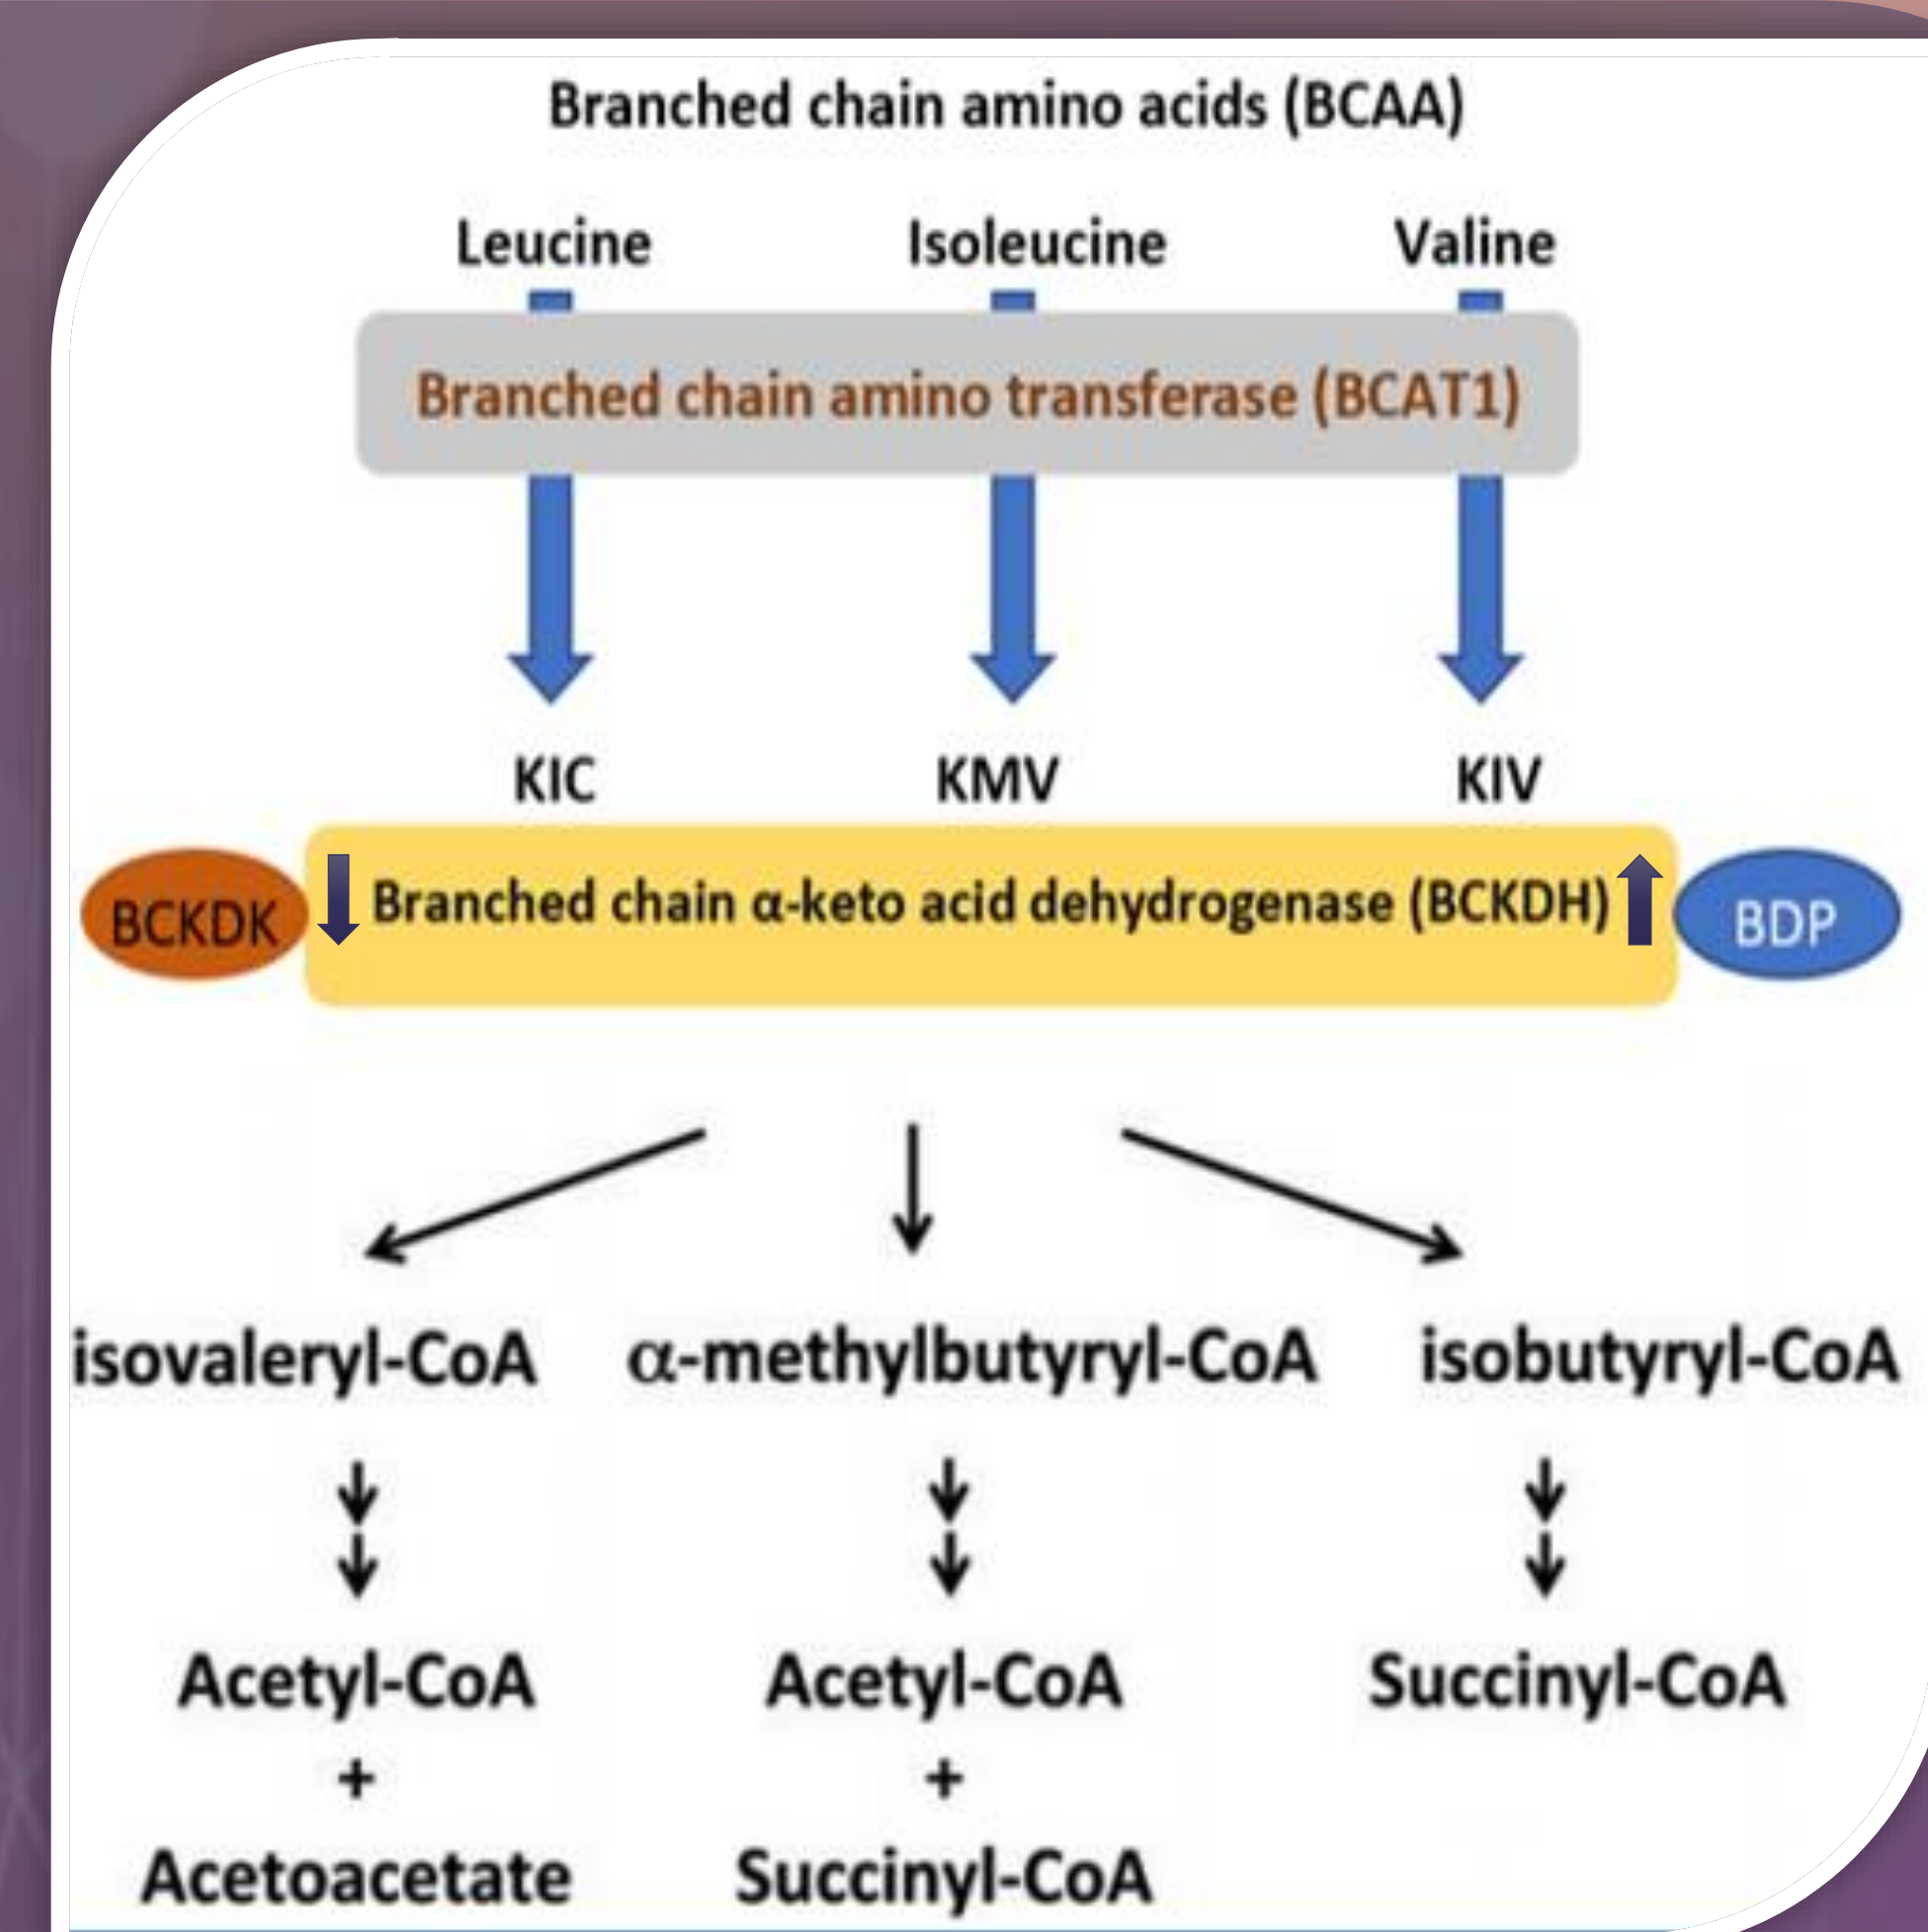 Branched chain amino acids (BCAA)
Leucine Isoleucine Valine
Branched chain amino transferase (BCAT1)
KIC KMV KIV
BCKDK Branched chain α-keto acid dehydrogenase (BCKDH) BDP
isovaleryl-CoA α-methylbutyryl-CoA isobutyryl-CoA
Acetyl-CoA Acetyl-CoA Succinyl-CoA
+ +
Acetoacetate Succinyl-CoA